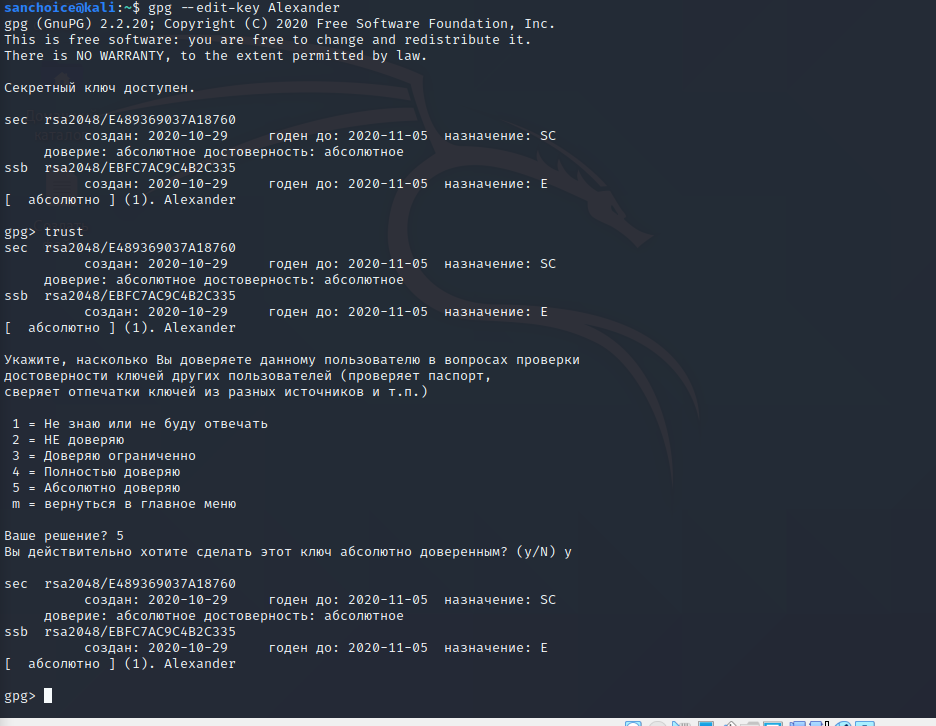 sanchoice@kali:~$ gpg --edit-key Alexander
gpg (GnuPG) 2.2.20; Copyright (C) 2020 Free Software Foundation, Inc.
This is free software: you are free to change and redistribute it.
There is NO WARRANTY, to the extent permitted by law.
Секретный ключ доступен.
sec  rsa2048/E489369037A18760
создан: 2020-10-29     годен до: 2020-11-05  назначение: SC
доверие: абсолютное достоверность: абсолютное
ssb  rsa2048/EBFC7AC9C4B2C335
создан: 2020-10-29     годен до: 2020-11-05  назначение: E
[  абсолютно ] (1). Alexander
gpg> trust
sec  rsa2048/E489369037A18760
создан: 2020-10-29     годен до: 2020-11-05  назначение: SC
доверие: абсолютное достоверность: абсолютное
ssb  rsa2048/EBFC7AC9C4B2C335
создан: 2020-10-29     годен до: 2020-11-05  назначение: E
[  абсолютно ] (1). Alexander
Укажите, насколько Вы доверяете данному пользователю в вопросах проверки
достоверности ключей других пользователей (проверяет паспорт,
сверяет отпечатки ключей из разных источников и т.п.)
1 = Не знаю или не буду отвечать
2 = НЕ доверяю
3 = Доверяю ограниченно
4 = Полностью доверяю
5 = Абсолютно доверяю
m = вернуться в главное меню
Ваше решение? 5
Вы действительно хотите сделать этот ключ абсолютно доверенным? (y/N) y
sec  rsa2048/E489369037A18760
создан: 2020-10-29     годен до: 2020-11-05  назначение: SC
доверие: абсолютное достоверность: абсолютное
ssb  rsa2048/EBFC7AC9C4B2C335
создан: 2020-10-29     годен до: 2020-11-05  назначение: E
[  абсолютно ] (1). Alexander
gpg>